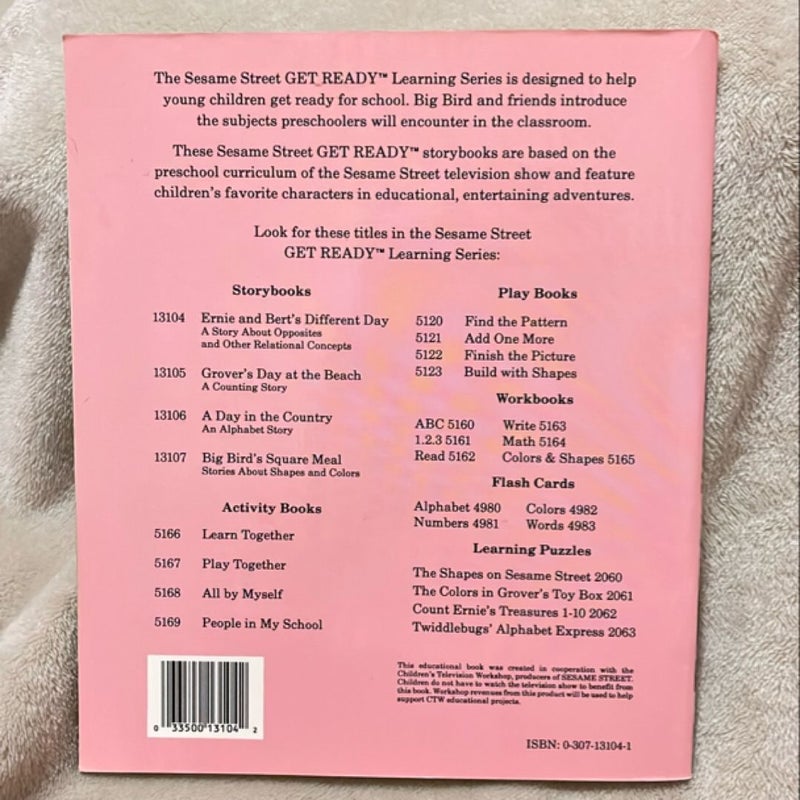 The Sesame Street GET READY™ Learning Series is designed to help
young children get ready for school. Big Bird and friends introduce
the subjects preschoolers will encounter in the classroom.
These Sesame Street GET READY™ storybooks are based on the
preschool curriculum of the Sesame Street television show and feature
children's favorite characters in educational, entertaining adventures.
Look for these titles in the Sesame Street
GET READY™ Learning Series:
Storybooks
13104 Ernie and Bert's Different Day
A Story About Opposites
and Other Relational Concepts
13105 Grover's Day at the Beach
A Counting Story
13106 A Day in the Country
An Alphabet Story
13107 Big Bird's Square Meal
Stories About Shapes and Colors
Activity Books
5166 Learn Together
5167 Play Together
5168 All by Myself
5169 People in My School
Play Books
5120 Find the Pattern
5121 Add One More
5122 Finish the Picture
5123 Build with Shapes
Workbooks
ABC 5160 Write 5163
1.2.3 5161 Math 5164
Read 5162 Colors & Shapes 5165
Flash Cards
Alphabet 4980 Colors 4982
Numbers 4981 Words 4983
Learning Puzzles
The Shapes on Sesame Street 2060
The Colors in Grover's Toy Box 2061
Count Ernie's Treasures 1-10 2062
Twiddlebugs' Alphabet Express 2063
This educational book was created in cooperation with the
Children's Television Workshop, producers of SESAME STREET.
Children do not have to watch the television show to benefit from
this book. Workshop revenues from this product will be used to help
support CTW educational projects.
0 33500 13104 2
ISBN: 0-307-13104-1